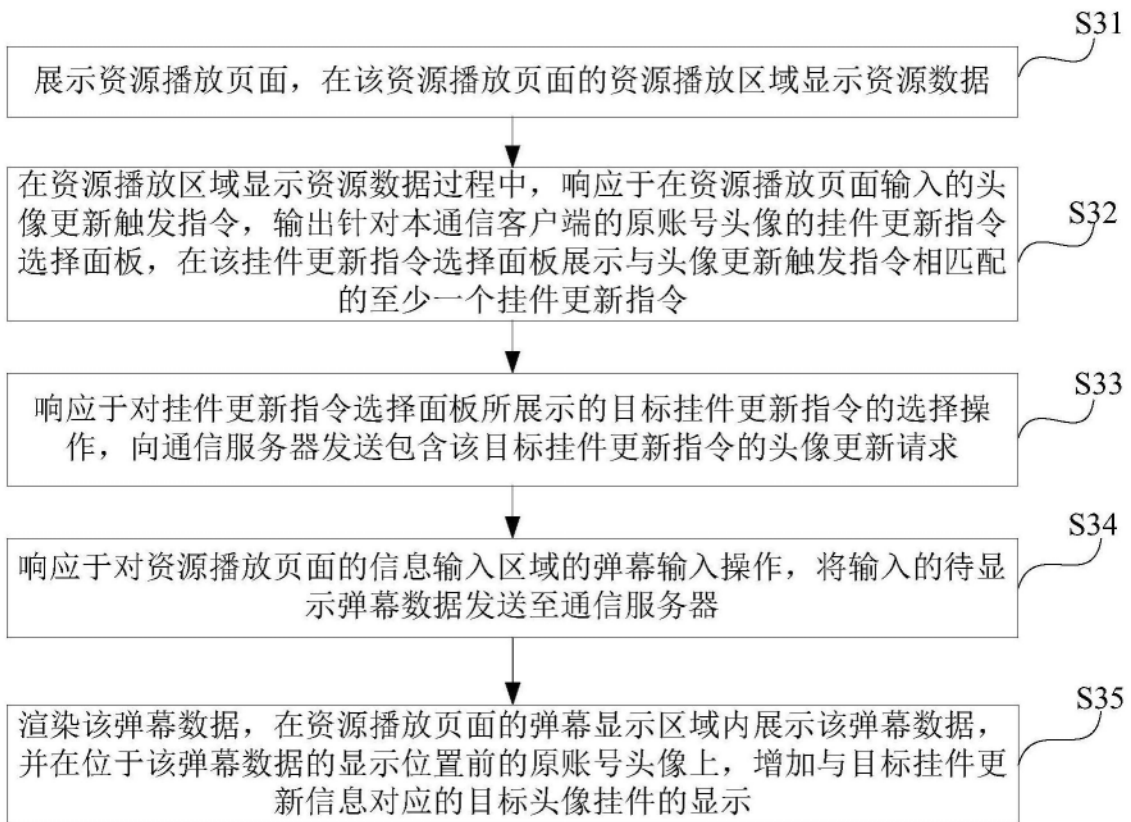 S31
展示资源播放页面，在该资源播放页面的资源播放区域显示资源数据
S32
在资源播放区域显示资源数据过程中，响应于在资源播放页面输入的头
像更新触发指令，输出针对本通信客户端的原账号头像的挂件更新指令
选择面板，在该挂件更新指令选择面板展示与头像更新触发指令相匹配
的至少一个挂件更新指令
S33
响应于对挂件更新指令选择面板所展示的目标挂件更新指令的选择操
作，向通信服务器发送包含该目标挂件更新指令的头像更新请求
S34
响应于对资源播放页面的信息输入区域的弹幕输入操作，将输入的待显
示弹幕数据发送至通信服务器
S35
渲染该弹幕数据，在资源播放页面的弹幕显示区域内展示该弹幕数据，
并在位于该弹幕数据的显示位置前的原账号头像上，增加与目标挂件更
新信息对应的目标头像挂件的显示